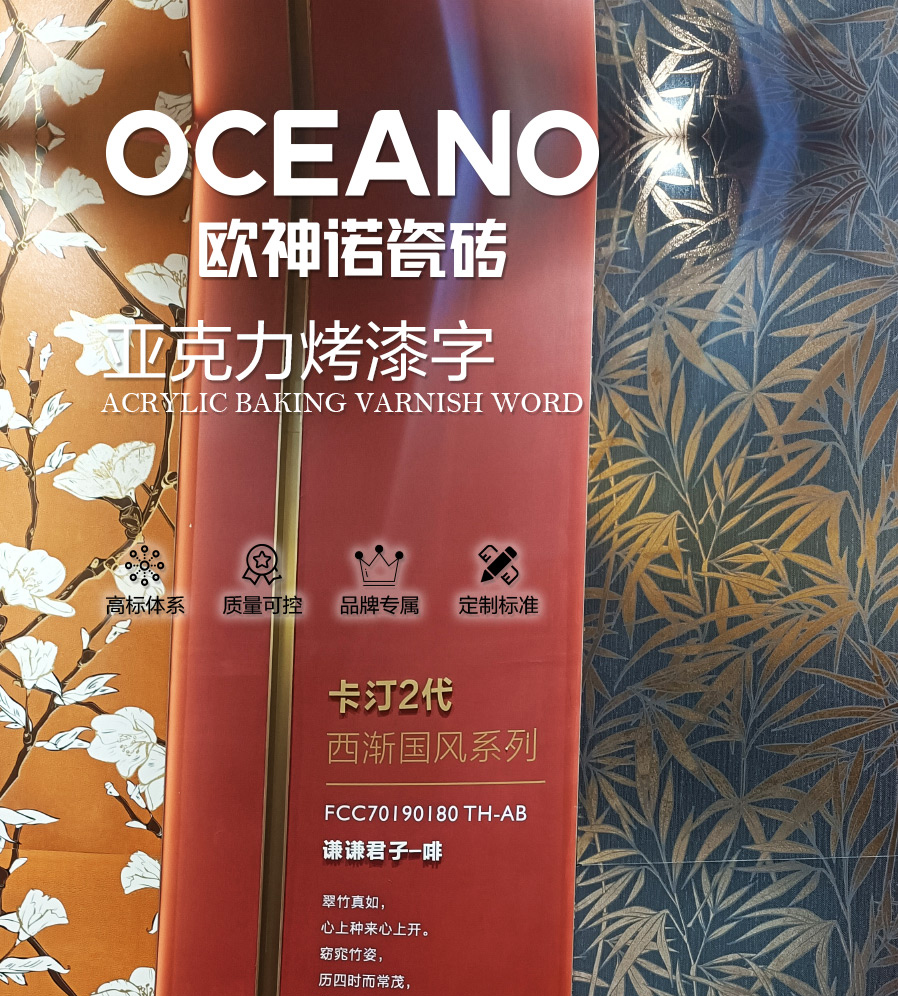 OCEANO
欧神诺瓷砖
亚克力烤漆字
ACRYLIC BAKING VARNISH WORD
高标体系 质量可控 品牌专属 定制标准
卡汀2代
西渐国风系列
FCC70190180 TH-AB
谦谦君子-啡
翠竹真如，
心上种来心上开。
窈窕竹姿，
历四时而常茂，